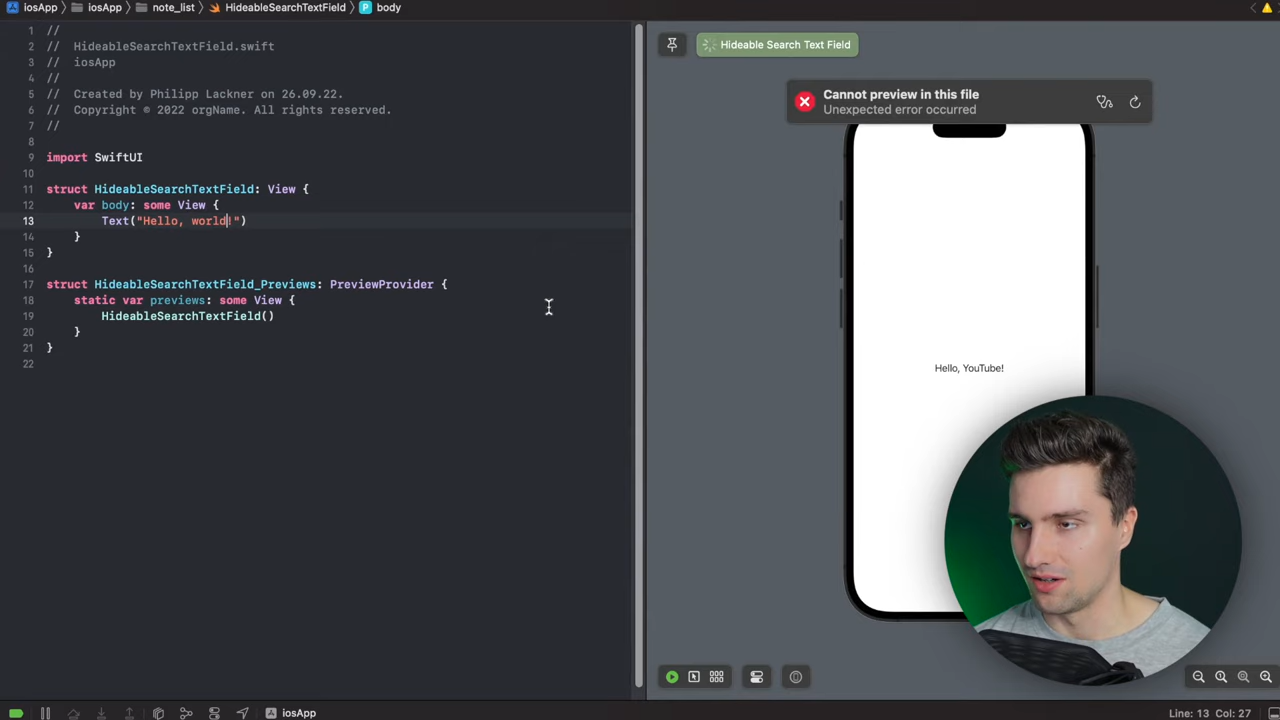 iosApp > iosApp > note_list > HideableSearchTextField > P body
1 //
2 // HideableSearchTextField.swift
3 // iosApp
4 //
5 // Created by Philipp Lackner on 26.09.22.
6 // Copyright © 2022 orgName. All rights reserved.
7 //
8
9 import SwiftUI
10
11 struct HideableSearchTextField: View {
12 var body: some View {
13 Text("Hello, world!")
14 }
15 }
16
17 struct HideableSearchTextField_Previews: PreviewProvider {
18 static var previews: some View {
19 HideableSearchTextField()
20 }
21 }
22
Hideable Search Text Field
Cannot preview in this file
Unexpected error occurred
Hello, YouTube!
iosApp
Line: 13 Col: 27